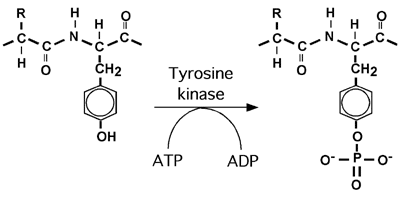 R H H O
N
C C C C
H O CH2
OH
Tyrosine
kinase
ATP ADP
R H H O
N
C C C C
H O CH2
O
O- P O-
O